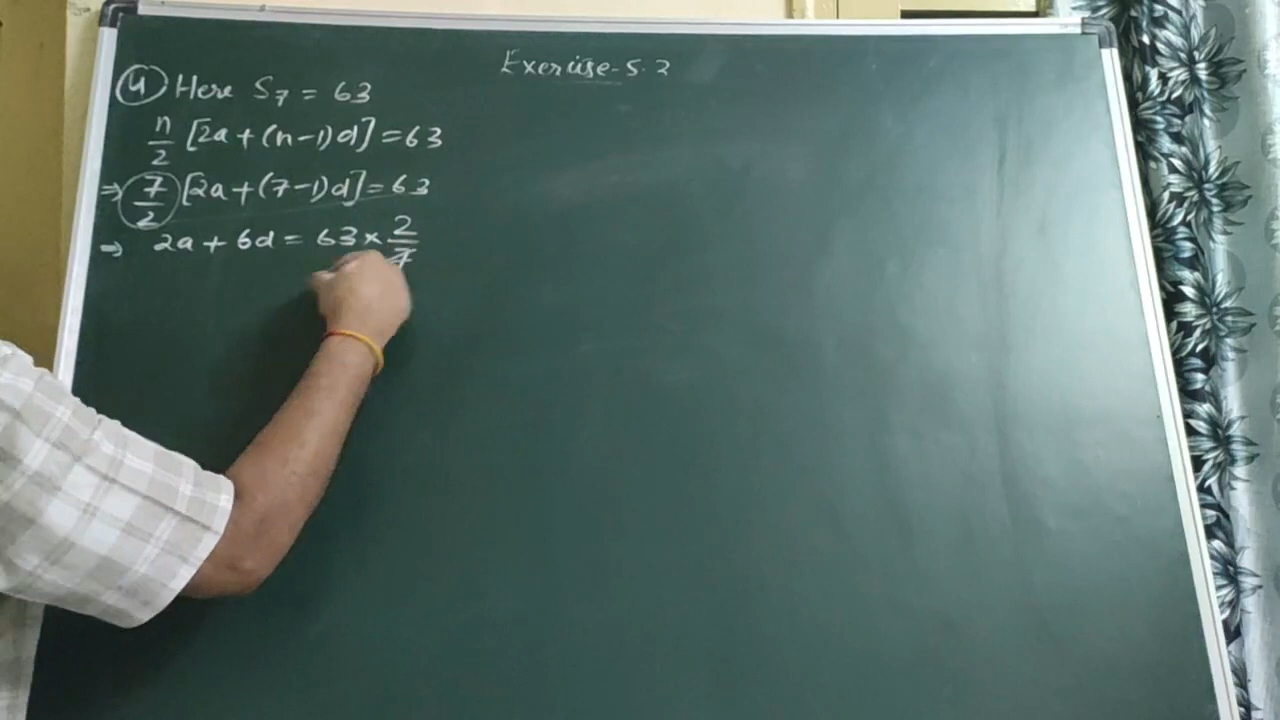 Exercise-5.2
(4) Here S₇ = 63
n/2 [2a+(n-1)d]=63
⇒ 7/2 [2a+(7-1)d]=63
⇒ 2a+6d = 63×2/7